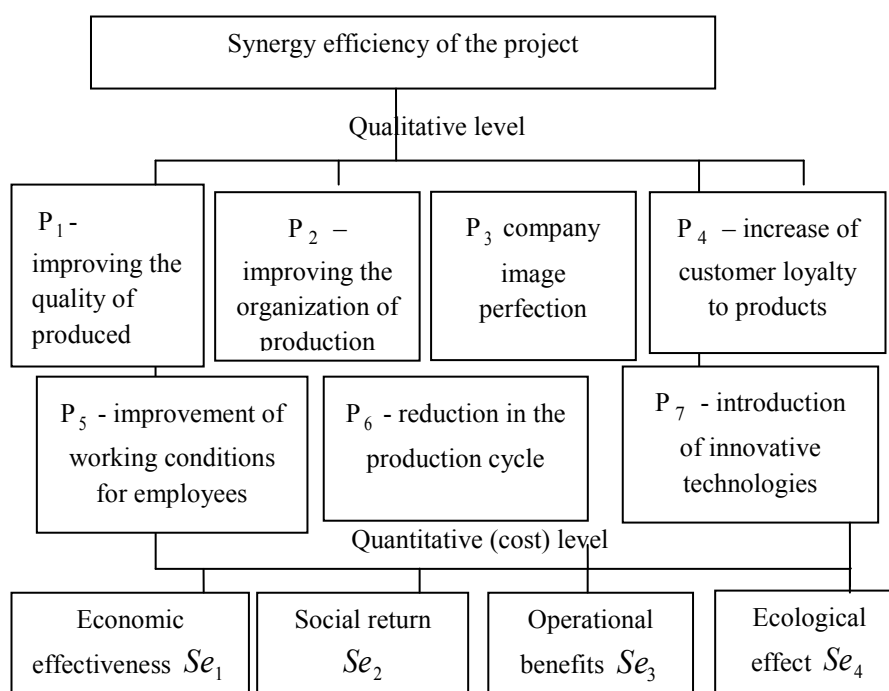 Synergy efficiency of the project
Qualitative level
P₁-
improving the
quality of
produced
P₂ –
improving the
organization of
production
P₃ company
image
perfection
P₄ – increase of
customer loyalty
to products
P₅ - improvement of
working conditions
for employees
P₆ - reduction in the
production cycle
P₇ - introduction
of innovative
technologies
Quantitative (cost) level
Economic
effectiveness Se₁
Social return
Se₂
Operational
benefits Se₃
Ecological
effect Se₄